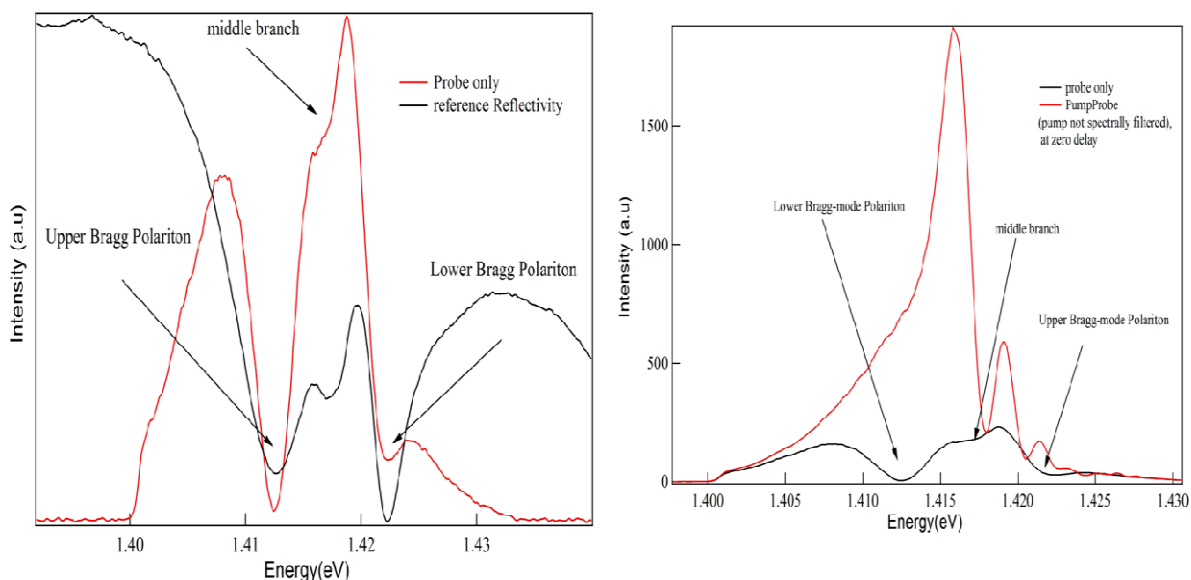 middle branch
Probe only
reference Reflectivity
Upper Bragg Polariton
Lower Bragg Polariton
Intensity (a.u)
1.40
1.41
1.42
1.43
Energy(eV)
probe only
PumpProbe
(pump not spectrally filtered),
at zero delay
1500
Lower Bragg-mode Polariton
middle branch
1000
Upper Bragg-mode Polariton
500
0
Intensity (a.u)
1.400
1.405
1.410
1.415
1.420
1.425
1.430
Energy(eV)